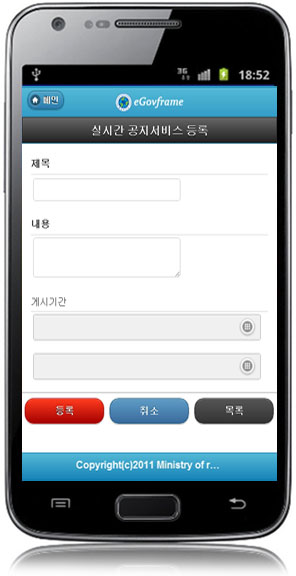 3G 18:52
메인 eGovframe
실시간 공지서비스 등록
제목
내용
게시기간
등록 취소 목록
Copyright(c)2011 Ministry of r...